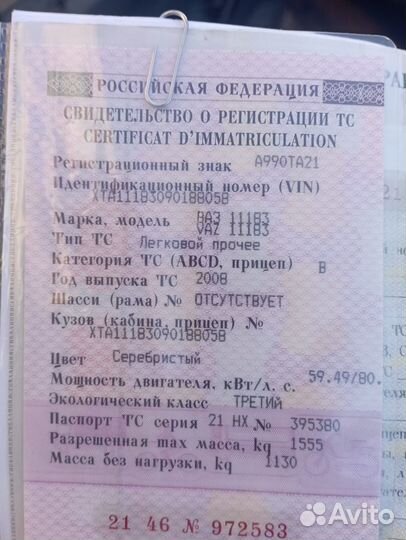 РОССИЙСКАЯ ФЕДЕРАЦИЯ
СВИДЕТЕЛЬСТВО О РЕГИСТРАЦИИ ТС
CERTIFICAT D'IMMATRICULATION
Регистрационный знак А990ТА21
Идентификационный номер (VIN)
XTA11183090188058
Марка, модель ВАЗ 11183
VAZ 11183
Тип ТС Легковой прочее
Категория ТС (ABCD, прицеп) B
Год выпуска ТС 2008
Шасси (рама) № ОТСУТСТВУЕТ
Кузов (кабина, прицеп) №
XTA11183090188058
Цвет Серебристый
Мощность двигателя, кВт/л. с. 59.49/80.
Экологический класс ТРЕТИЙ
Паспорт ТС серия 21 НХ № 395380
Разрешенная max масса, kg 1555
Масса без нагрузки, kg 1130
21 46 № 972583
Avito